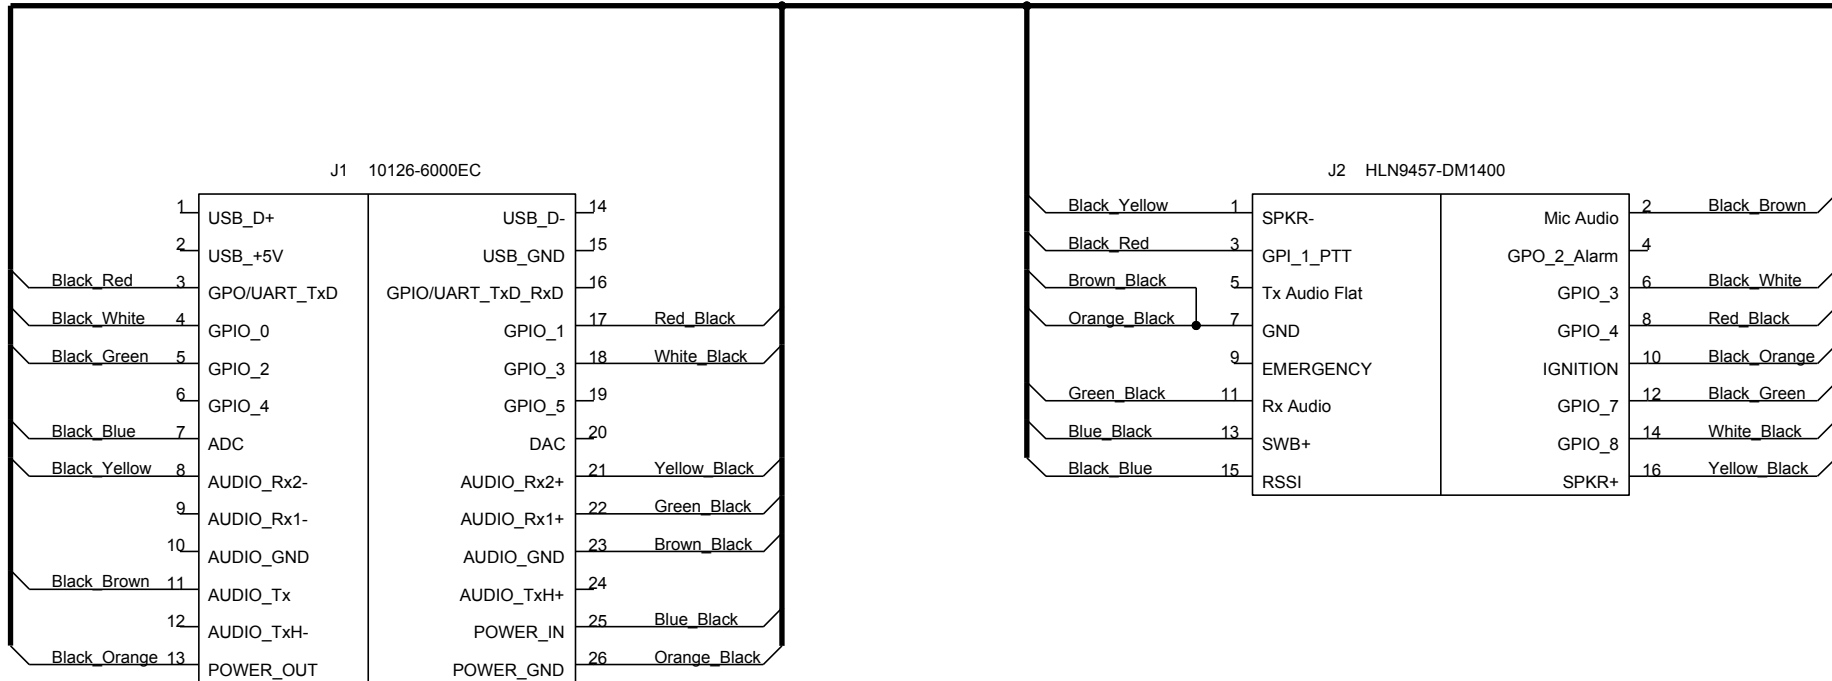 J1 10126-6000EC
1 USB_D+ USB_D- 14
2 USB_+5V USB_GND 15
Black_Red 3 GPO/UART_TxD GPIO/UART_TxD_RxD 16
Black_White 4 GPIO_0 GPIO_1 17 Red_Black
Black_Green 5 GPIO_2 GPIO_3 18 White_Black
6 GPIO_4 GPIO_5 19
Black_Blue 7 ADC DAC 20
Black_Yellow 8 AUDIO_Rx2- AUDIO_Rx2+ 21 Yellow_Black
9 AUDIO_Rx1- AUDIO_Rx1+ 22 Green_Black
10 AUDIO_GND AUDIO_GND 23 Brown_Black
Black_Brown 11 AUDIO_Tx AUDIO_TxH+ 24
12 AUDIO_TxH- POWER_IN 25 Blue_Black
Black_Orange 13 POWER_OUT POWER_GND 26 Orange_Black
J2 HLN9457-DM1400
Black_Yellow 1 SPKR- Mic Audio 2 Black_Brown
Black_Red 3 GPI_1_PTT GPO_2_Alarm 4
Brown_Black 5 Tx Audio Flat GPIO_3 6 Black_White
Orange_Black 7 GND GPIO_4 8 Red_Black
9 EMERGENCY IGNITION 10 Black_Orange
Green_Black 11 Rx Audio GPIO_7 12 Black_Green
Blue_Black 13 SWB+ GPIO_8 14 White_Black
Black_Blue 15 RSSI SPKR+ 16 Yellow_Black